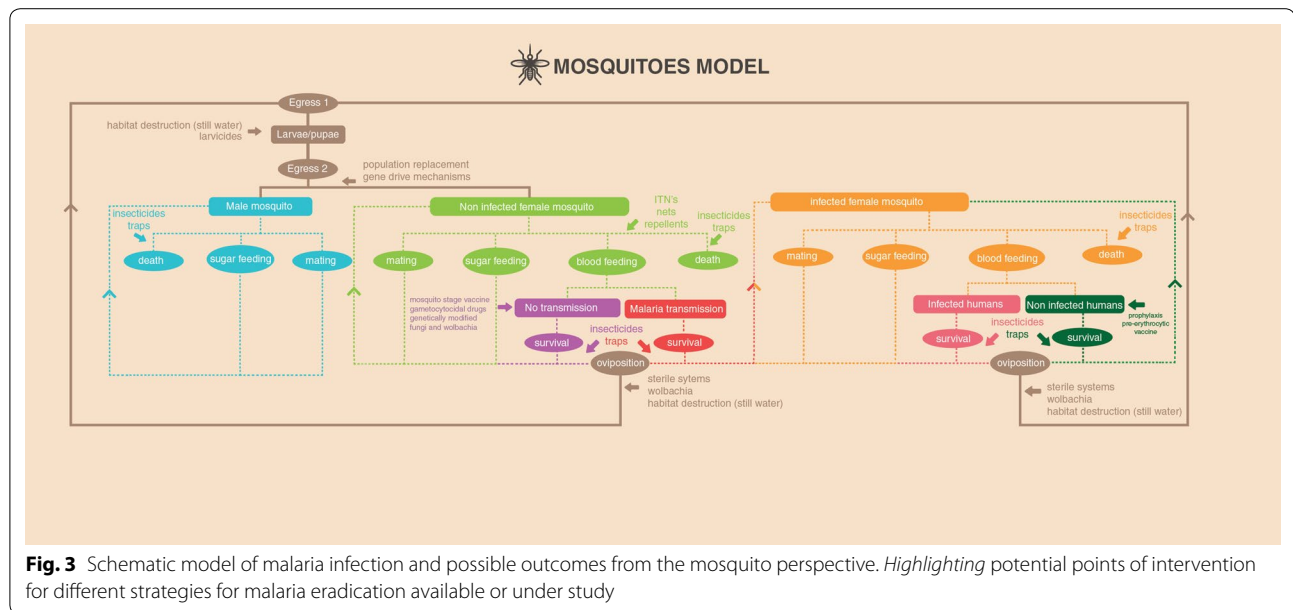 MOSQUITOES MODEL
Egress 1
habitat destruction (still water)
larvicides
Larvae/pupae
Egress 2
population replacement
gene drive mechanisms
Male mosquito
Non infected female mosquito
infected female mosquito
insecticides
traps
ITN's
nets
repellents
insecticides
traps
insecticides
traps
death
sugar feeding
mating
mating
sugar feeding
blood feeding
death
mating
sugar feeding
blood feeding
death
mosquito stage vaccine
gametocytocidal drugs
genetically modified
fungi and wolbachia
No transmission
Malaria transmission
Infected humans
Non infected humans
prophylaxis
pre-erythrocytic
vaccine
insecticides
traps
insecticides
traps
survival
survival
survival
survival
oviposition
oviposition
sterile sytems
wolbachia
habitat destruction (still water)
sterile systems
wolbachia
habitat destruction (still water)
Fig. 3 Schematic model of malaria infection and possible outcomes from the mosquito perspective. Highlighting potential points of intervention
for different strategies for malaria eradication available or under study